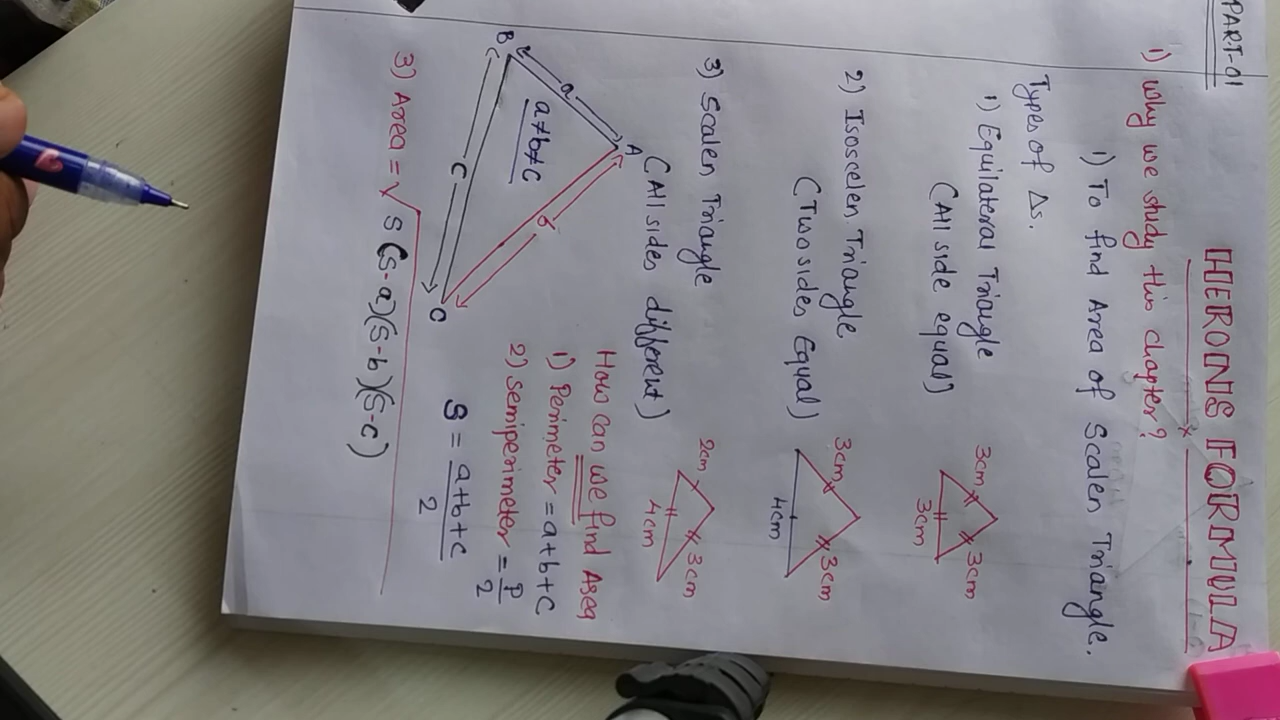 PART-01
HERONS FORMULA
1) Why we study this chapter?
1) To find Area of Scalen Triangle.
Types of Δs.
1) Equilateral Triangle
(All side equal)
3cm
3cm
3cm
2) Isoscelen Triangle.
(Two sides Equal)
3cm
3cm
4cm
3) Scalen Triangle
(All sides different)
2cm
3cm
4cm
A
a
b
B
a≠b≠c
c
C
How can we find Area
1) Perimeter = a+b+c
2) Semiperimeter = P/2
S = a+b+c/2
3) Area = √S(S-a)(S-b)(S-c)